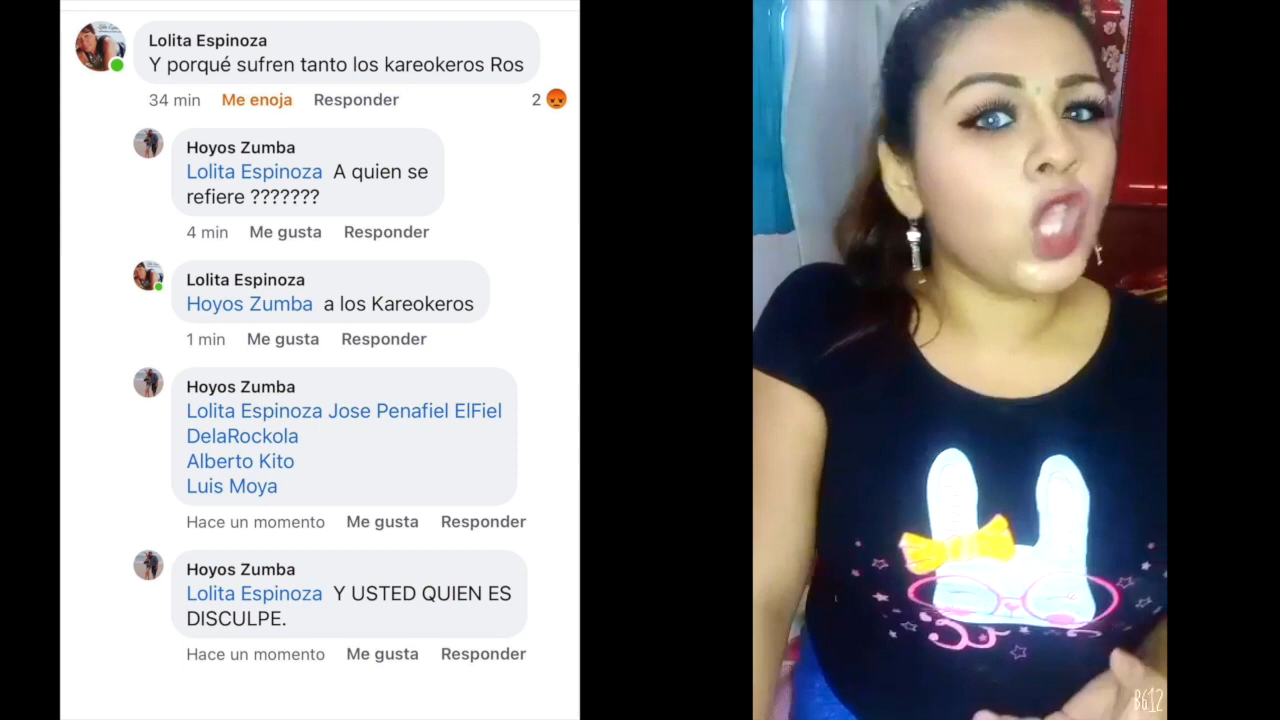 Lolita Espinoza
Y porqué sufren tanto los kareokeros Ros
34 min Me enoja Responder 2
Hoyos Zumba
Lolita Espinoza A quien se
refiere ???????
4 min Me gusta Responder
Lolita Espinoza
Hoyos Zumba a los Kareokeros
1 min Me gusta Responder
Hoyos Zumba
Lolita Espinoza Jose Penafiel ElFiel
DelaRockola
Alberto Kito
Luis Moya
Hace un momento Me gusta Responder
Hoyos Zumba
Lolita Espinoza Y USTED QUIEN ES
DISCULPE.
Hace un momento Me gusta Responder
B612